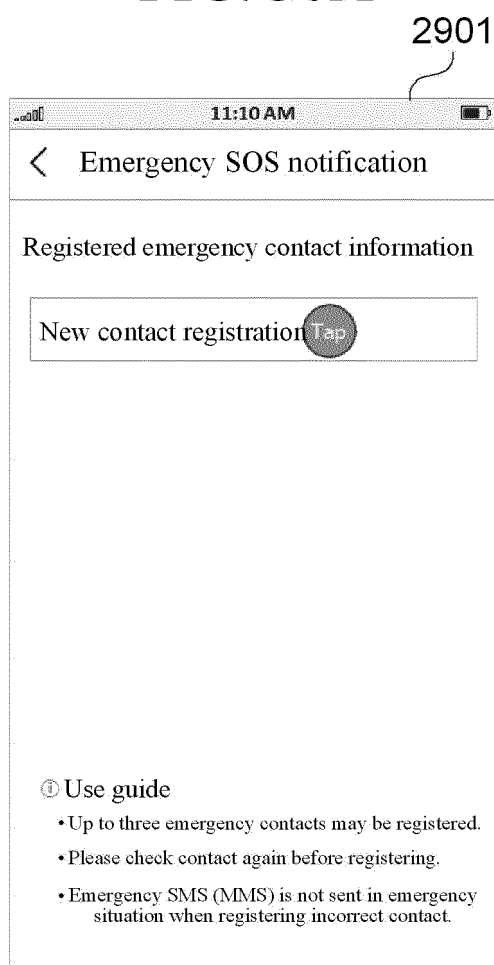 2901
11:10 AM
Emergency SOS notification
Registered emergency contact information
New contact registration Tap
Use guide
•Up to three emergency contacts may be registered.
•Please check contact again before registering.
•Emergency SMS (MMS) is not sent in emergency
situation when registering incorrect contact.